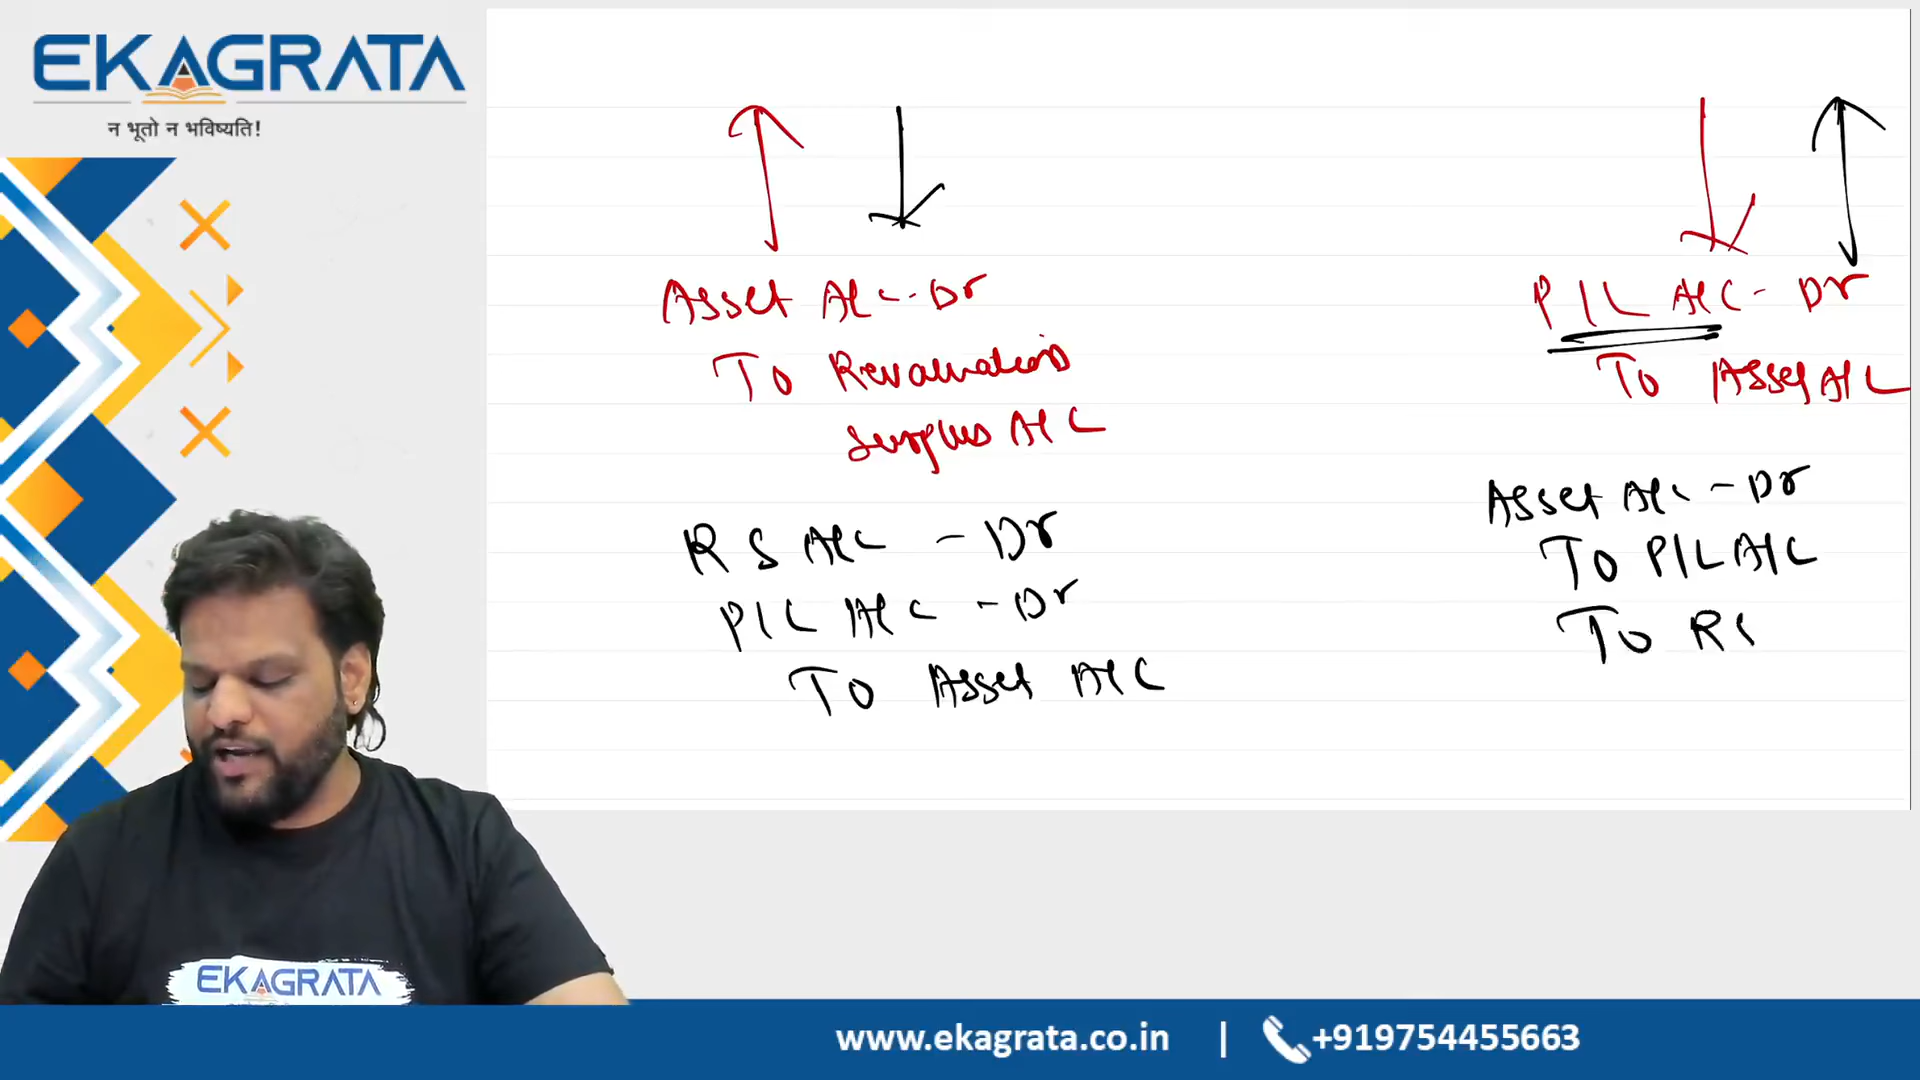 EKAGRATA
न भूतो न भविष्यति!
Asset A/c - Dr
To Revaluation
Surplus A/C
R S A/C - Dr
P/L A/C - Dr
To Asset A/C
P/L A/C - Dr
To Asset A/C
Asset A/c - Dr
To P/L A/C
To RS
EKAGRATA
www.ekagrata.co.in | +919754455663